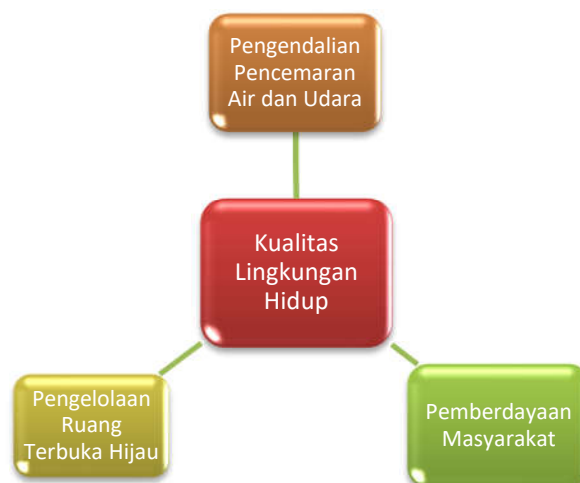 Pengendalian
Pencemaran
Air dan Udara
Kualitas
Lingkungan
Hidup
Pengelolaan
Ruang
Terbuka Hijau
Pemberdayaan
Masyarakat